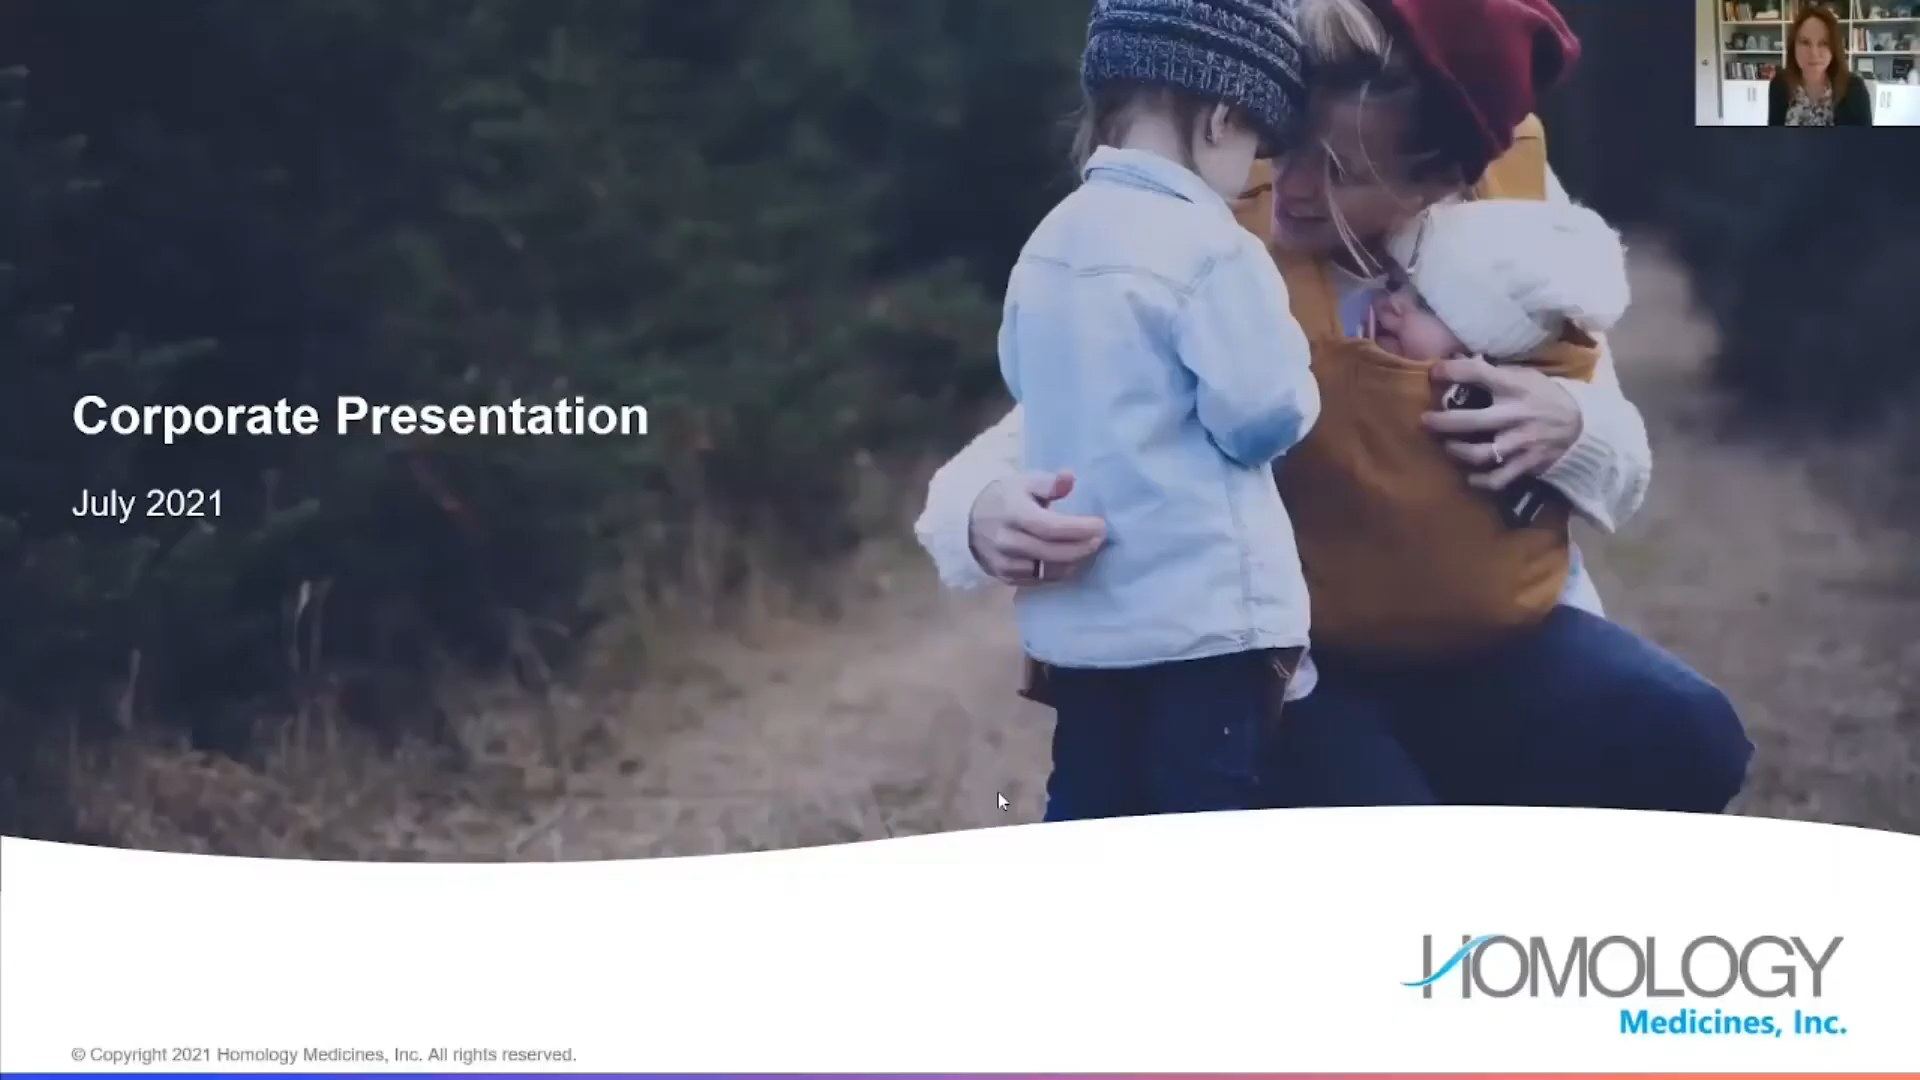 Corporate Presentation
July 2021
HOMOLOGY
Medicines, Inc.
© Copyright 2021 Homology Medicines, Inc. All rights reserved.